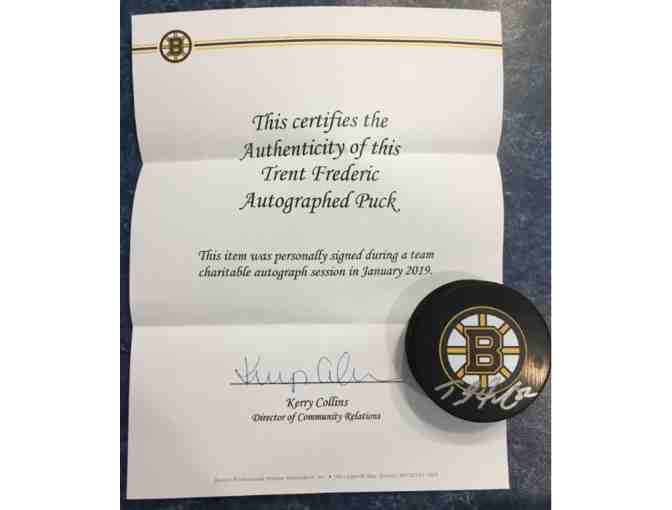 B
This certifies the
Authenticity of this
Trent Frederic
Autographed Puck
This item was personally signed during a team
charitable autograph session in January 2019.
Kerry Collins
Director of Community Relations
B